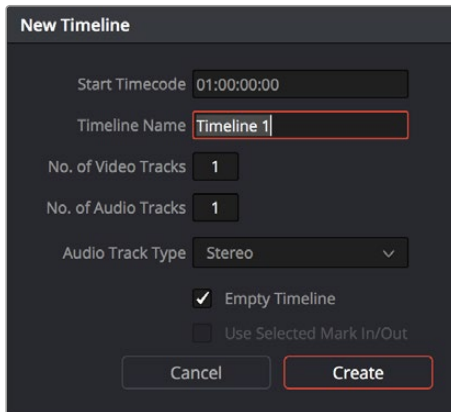 New Timeline
Start Timecode 01:00:00:00
Timeline Name Timeline 1
No. of Video Tracks 1
No. of Audio Tracks 1
Audio Track Type Stereo
Empty Timeline
Use Selected Mark In/Out
Cancel Create